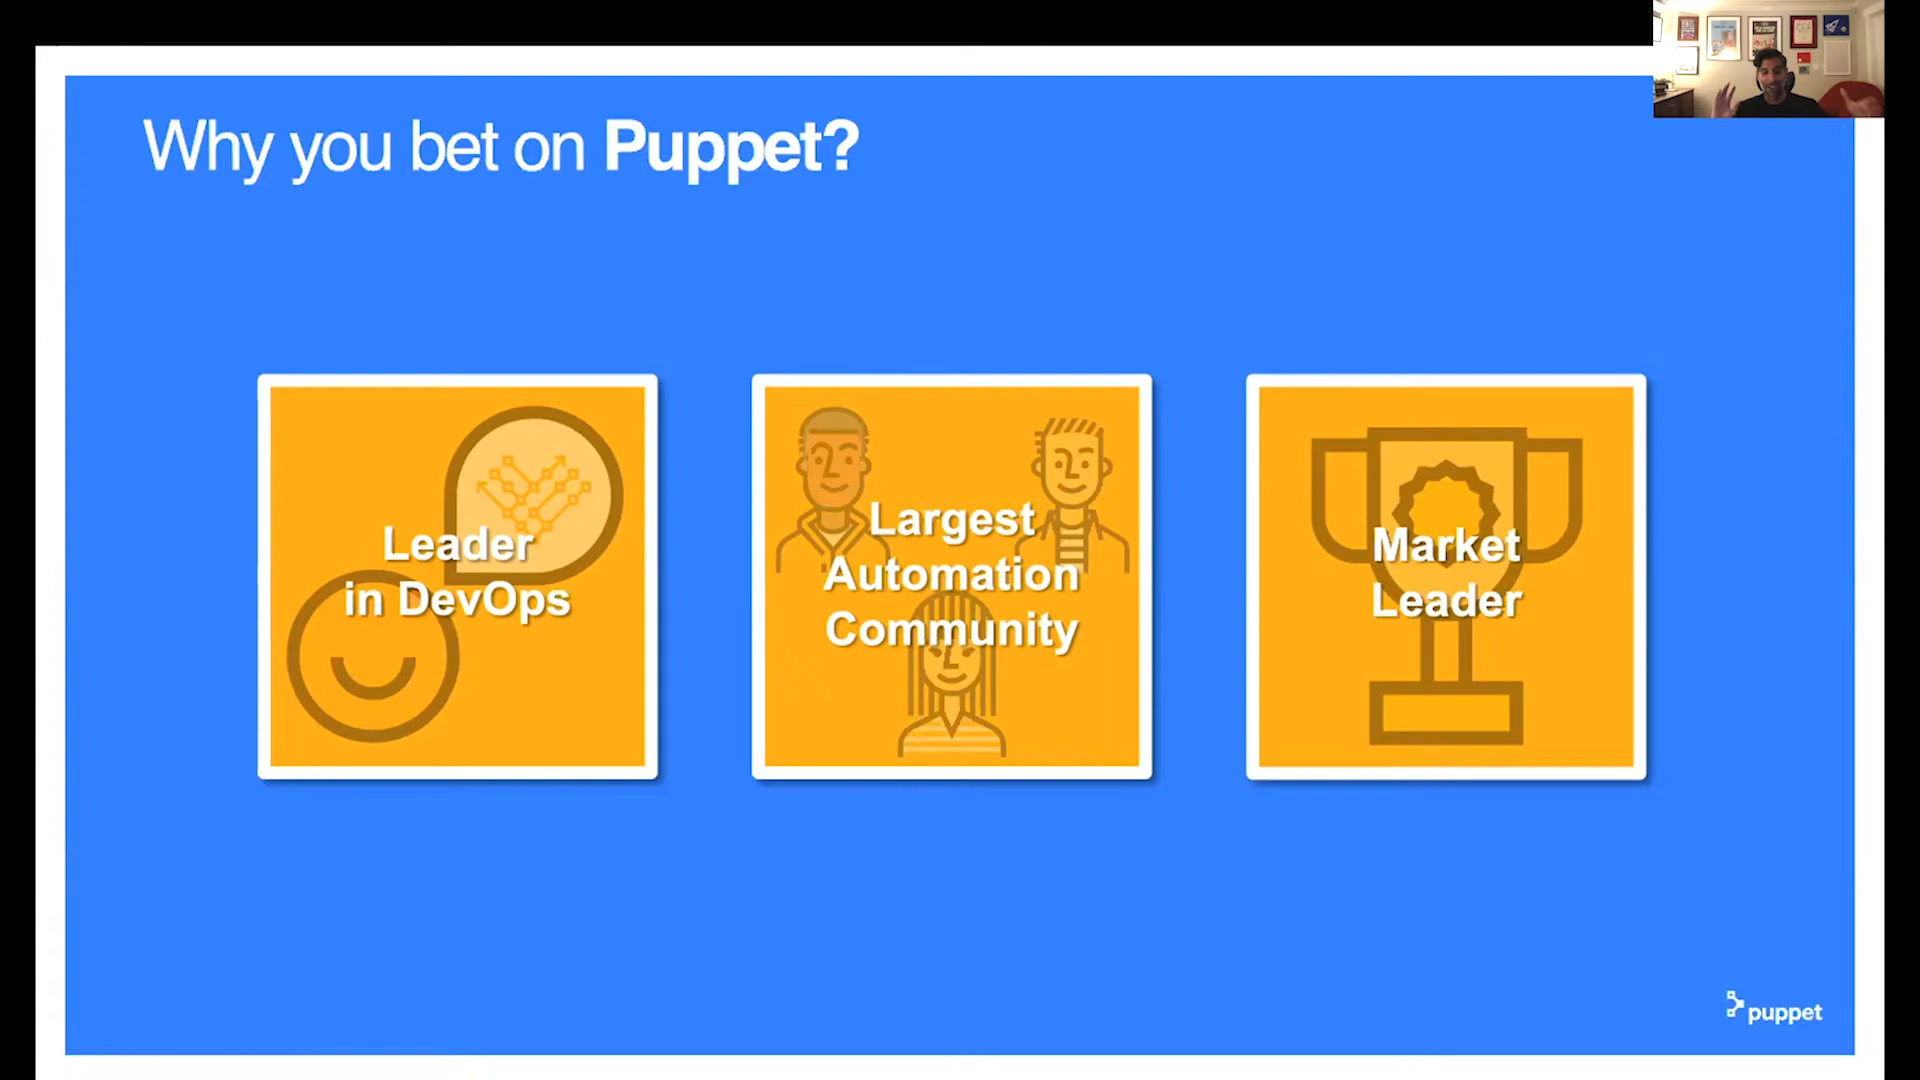 Why you bet on Puppet?
Leader
in DevOps
Largest
Automation
Community
Market
Leader
puppet